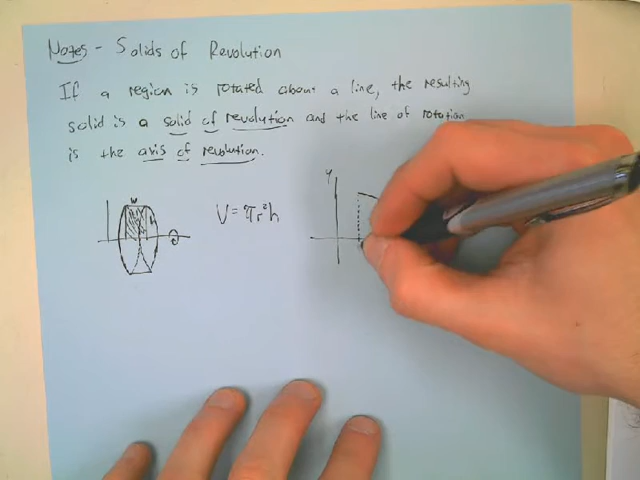 Notes - Solids of Revolution
If a region is rotated about a line, the resulting
solid is a solid of revolution and the line of rotation
is the axis of revolution.
w
V = πr²h
y